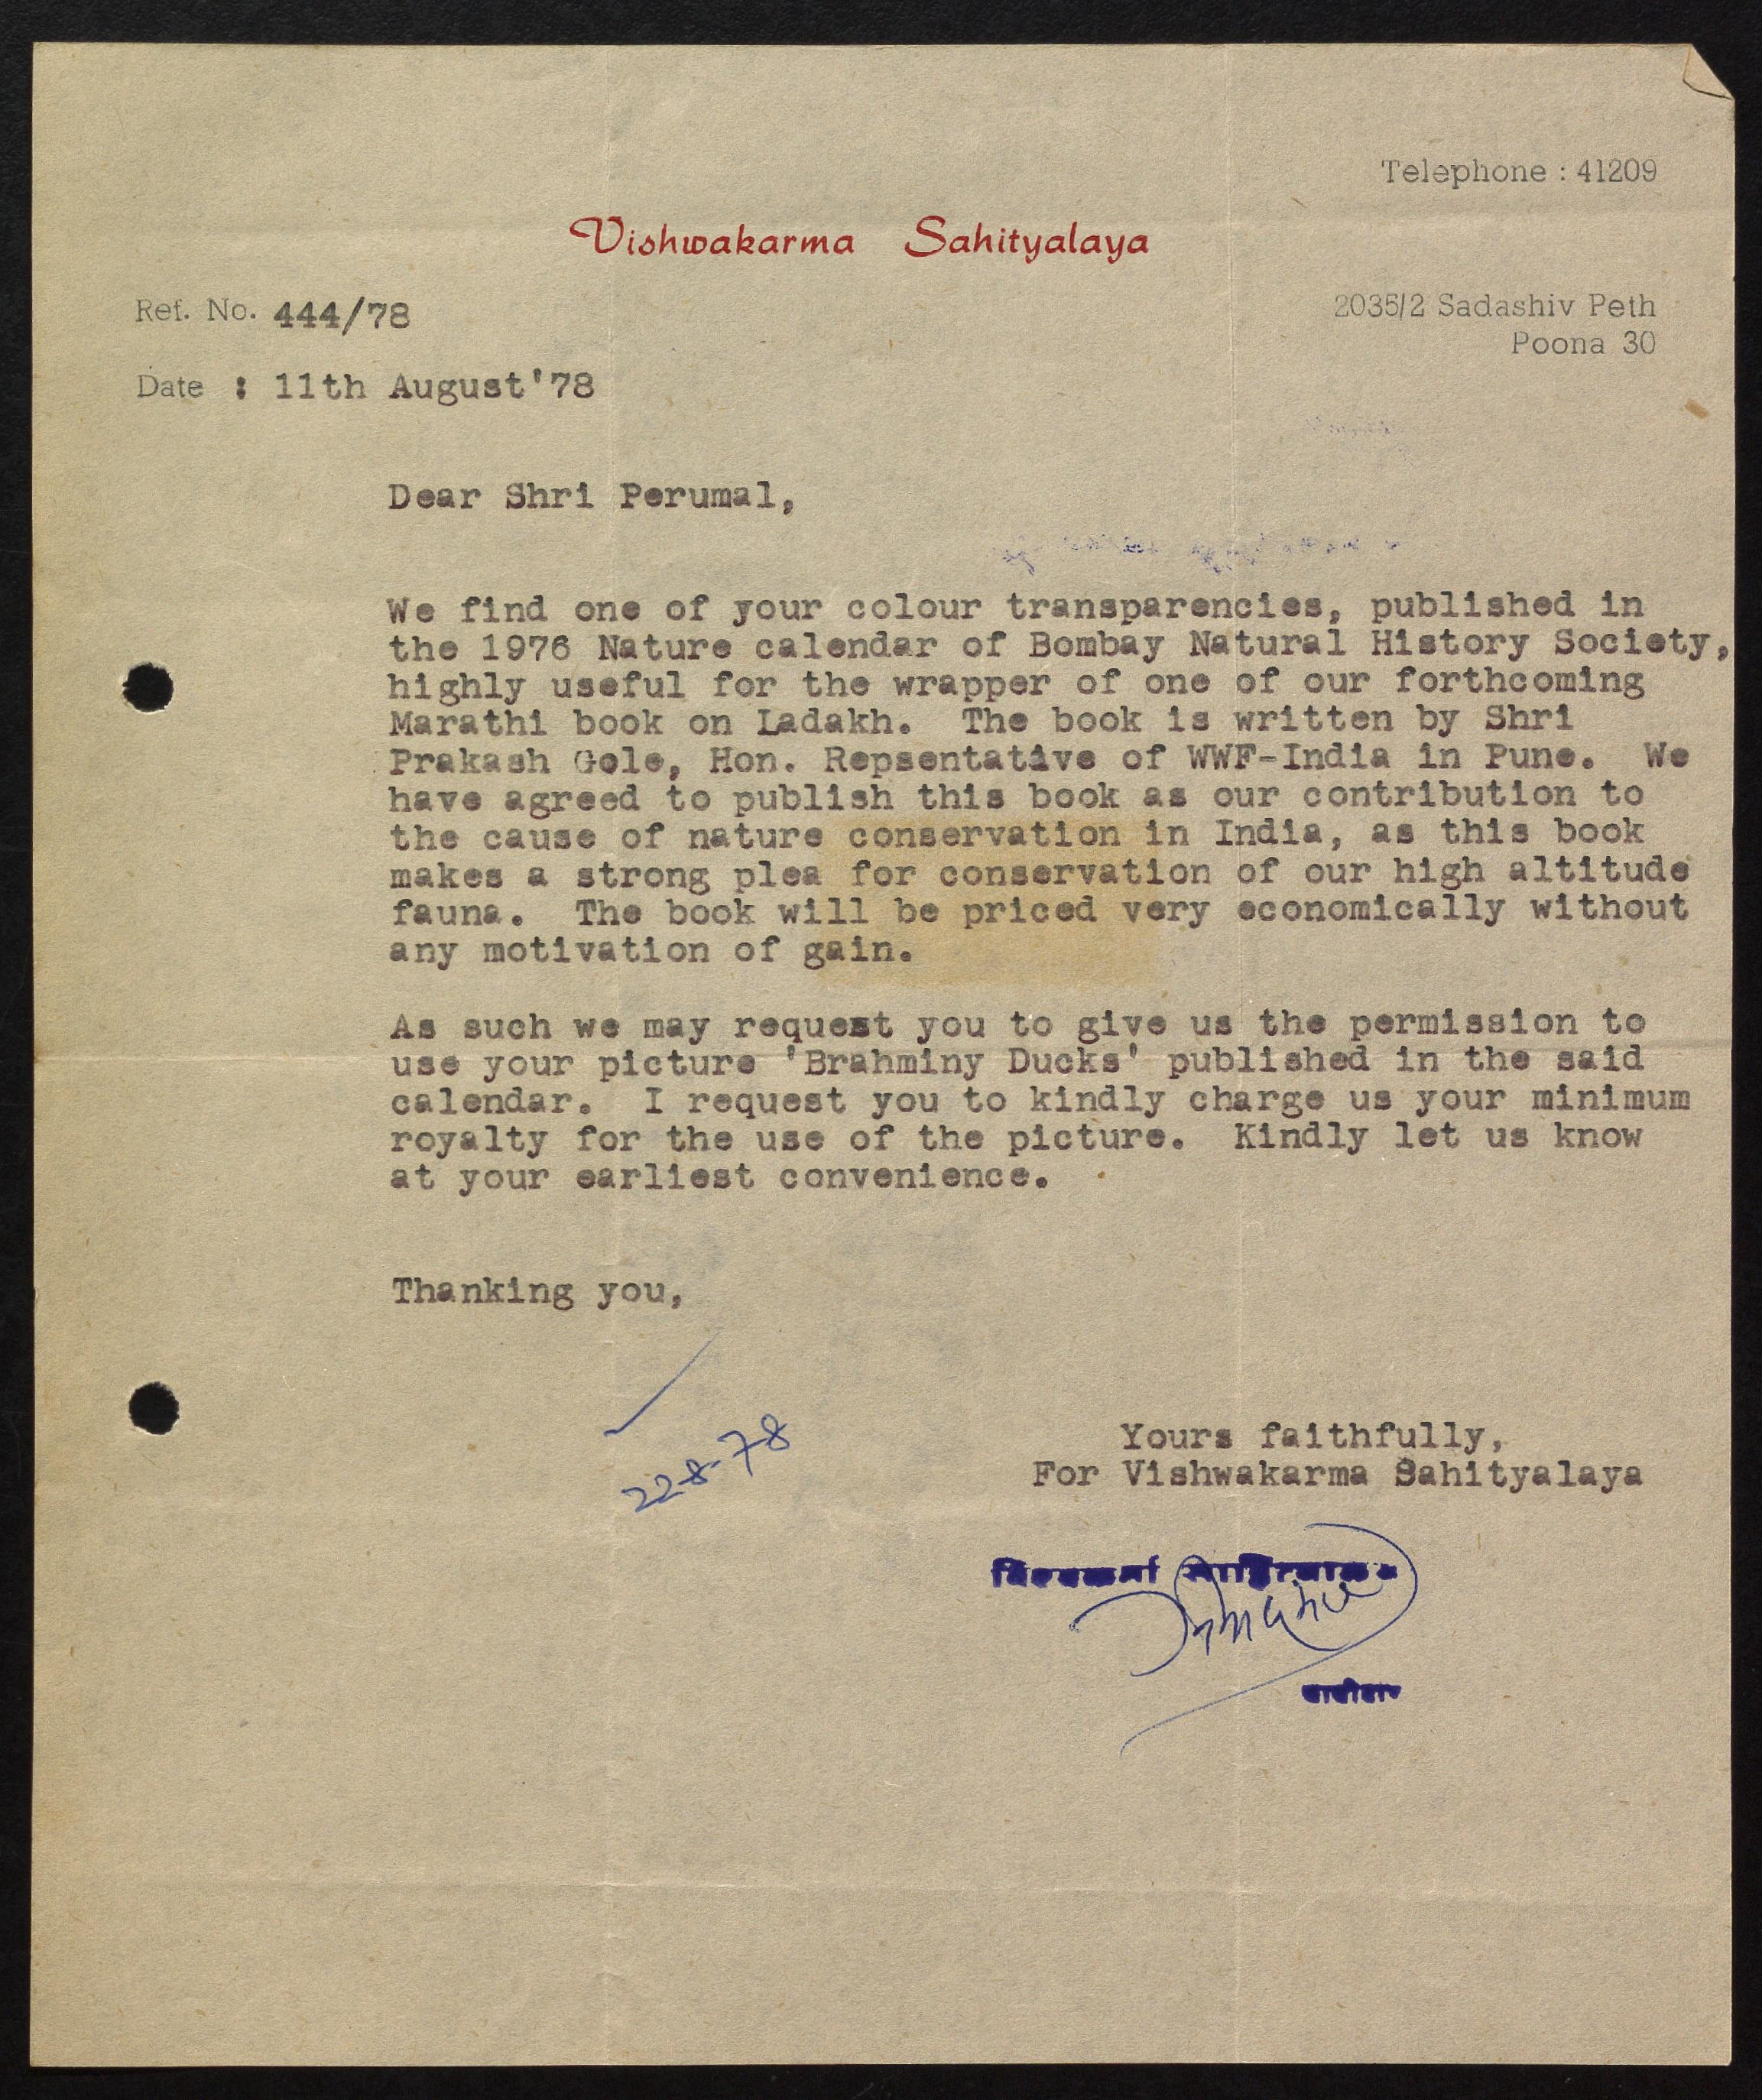 Telephone : 41209
Vishwakarma Sahityalaya
Ref. No. 444/78
2035/2 Sadashiv Peth
Poona 30
Date : 11th August'78
Dear Shri Perumal,
We find one of your colour transparencies, published in
the 1976 Nature calendar of Bombay Natural History Society,
highly useful for the wrapper of one of our forthcoming
Marathi book on Ladakh. The book is written by Shri
Prakash Gole, Hon. Repsentative of WWF-India in Pune. We
have agreed to publish this book as our contribution to
the cause of nature conservation in India, as this book
makes a strong plea for conservation of our high altitude
fauna. The book will be priced very economically without
any motivation of gain.
As such we may request you to give us the permission to
use your picture 'Brahminy Ducks' published in the said
calendar. I request you to kindly charge us your minimum
royalty for the use of the picture. Kindly let us know
at your earliest convenience.
Thanking you,
22-8-78
Yours faithfully,
For Vishwakarma Sahityalaya